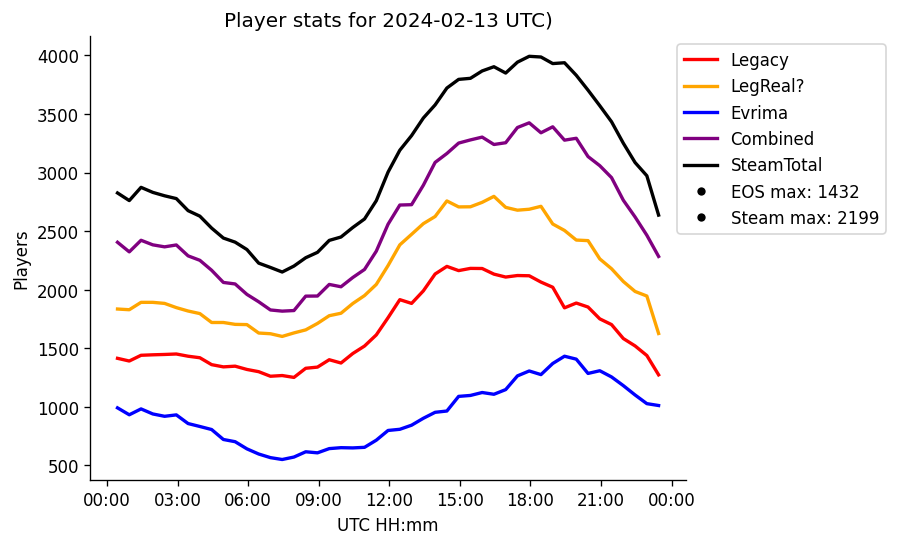 Player stats for 2024-02-13 UTC)
Players
4000
3500
3000
2500
2000
1500
1000
500
00:00 03:00 06:00 09:00 12:00 15:00 18:00 21:00 00:00
UTC HH:mm
Legacy
LegReal?
Evrima
Combined
SteamTotal
EOS max: 1432
Steam max: 2199